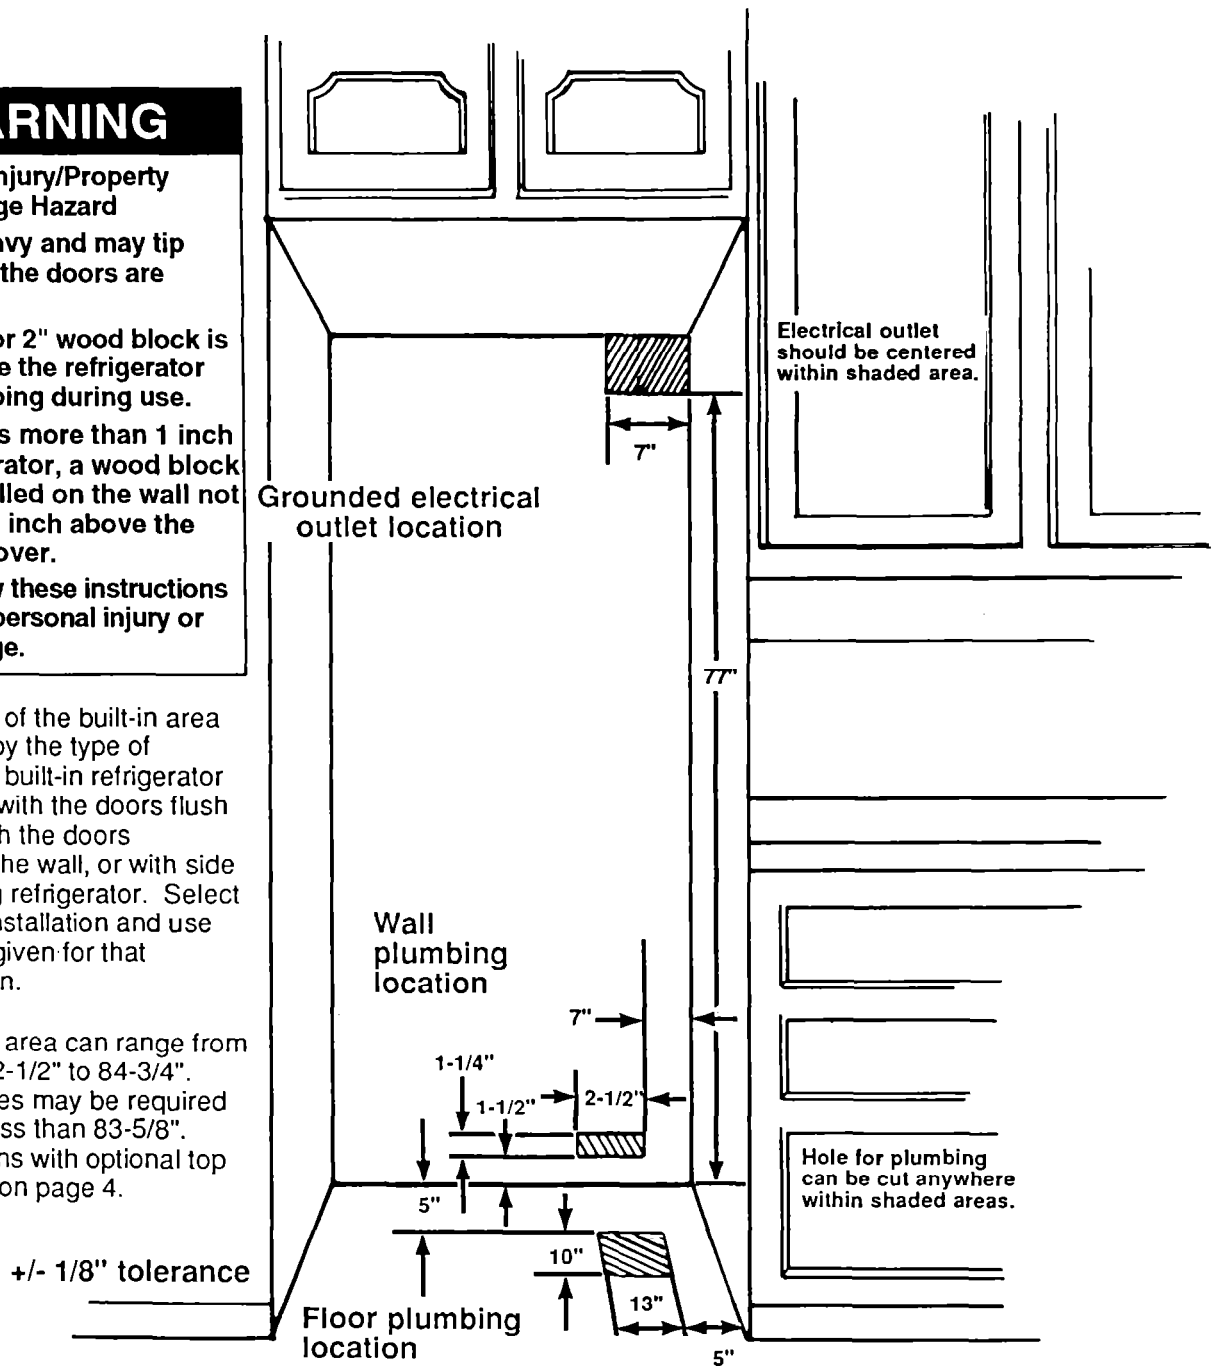 ARNING
njury/Property
ge Hazard
avy and may tip
the doors are
or 2" wood block is
e the refrigerator
ping during use.
s more than 1 inch
rator, a wood block
lled on the wall not
inch above the
over.
these instructions
personal injury or
ge.
of the built-in area
by the type of
built-in refrigerator
with the doors flush
h the doors
he wall, or with side
g refrigerator. Select
nstallation and use
given for that
n.
area can range from
2-1/2" to 84-3/4".
es may be required
ss than 83-5/8".
ns with optional top
on page 4.
+/- 1/8" tolerance
Electrical outlet
should be centered
within shaded area.
7"
Grounded electrical
outlet location
77"
Wall
plumbing
location
7"
1-1/4"
1-1/2"
2-1/2"
5"
Hole for plumbing
can be cut anywhere
within shaded areas.
10"
13"
5"
Floor plumbing
location